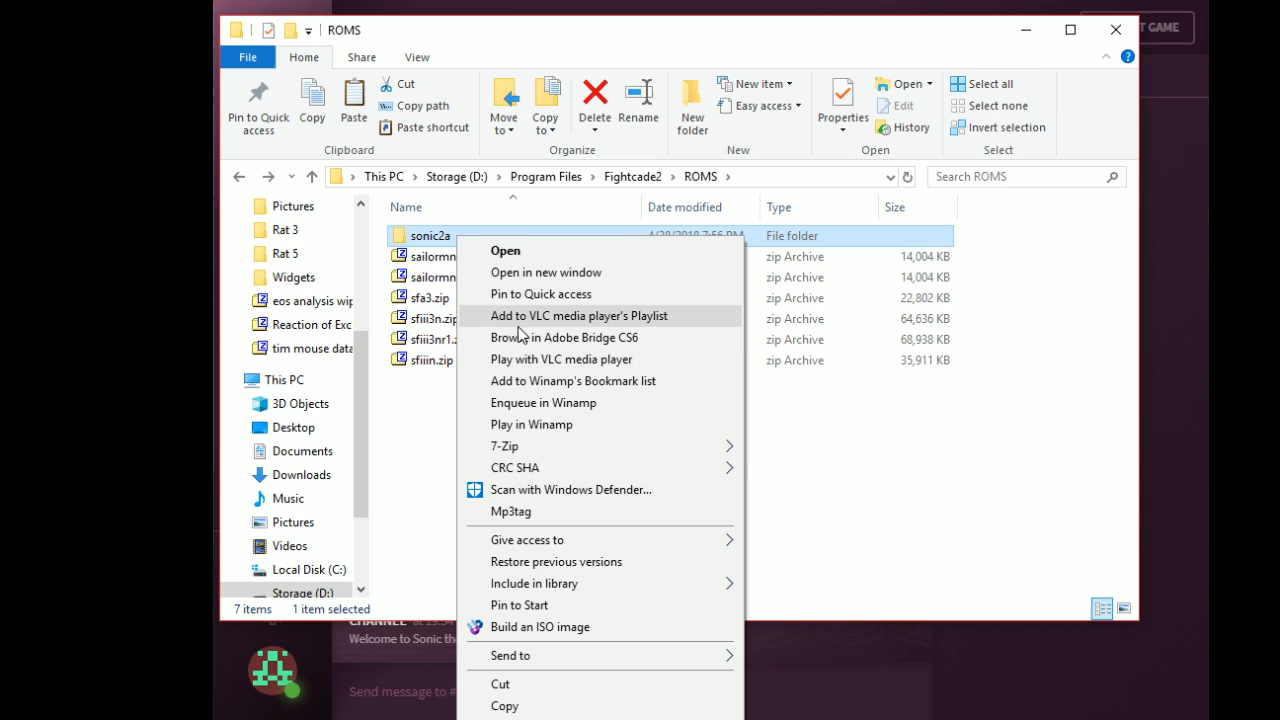 ROMS
T GAME
File Home Share View
Pin to Quick access
Copy
Paste
Cut
Copy path
Paste shortcut
Clipboard
Move to
Copy to
Delete
Rename
Organize
New folder
New item
Easy access
New
Properties
Open
Edit
History
Open
Select all
Select none
Invert selection
Select
This PC Storage (D:) Program Files Fightcade2 ROMS
Search ROMS
Name Date modified Type Size
Pictures
Rat 3
Rat 5
Widgets
eos analysis wip
Reaction of Exc
tim mouse data
This PC
3D Objects
Desktop
Documents
Downloads
Music
Pictures
Videos
Local Disk (C:)
Storage (D:)
sonic2a 4/28/2018 7:56 PM File folder
sailormn zip Archive 14,004 KB
sailormn zip Archive 14,004 KB
sfa3.zip zip Archive 22,802 KB
sfiii3n.zip zip Archive 64,636 KB
sfiii3nr1.z zip Archive 68,938 KB
sfiiin.zip zip Archive 35,911 KB
Open
Open in new window
Pin to Quick access
Add to VLC media player's Playlist
Browse in Adobe Bridge CS6
Play with VLC media player
Add to Winamp's Bookmark list
Enqueue in Winamp
Play in Winamp
7-Zip
CRC SHA
Scan with Windows Defender...
Mp3tag
Give access to
Restore previous versions
Include in library
Pin to Start
Build an ISO image
Send to
Cut
Copy
7 items 1 item selected
CHANNEL
Welcome to Sonic the
Send message to #